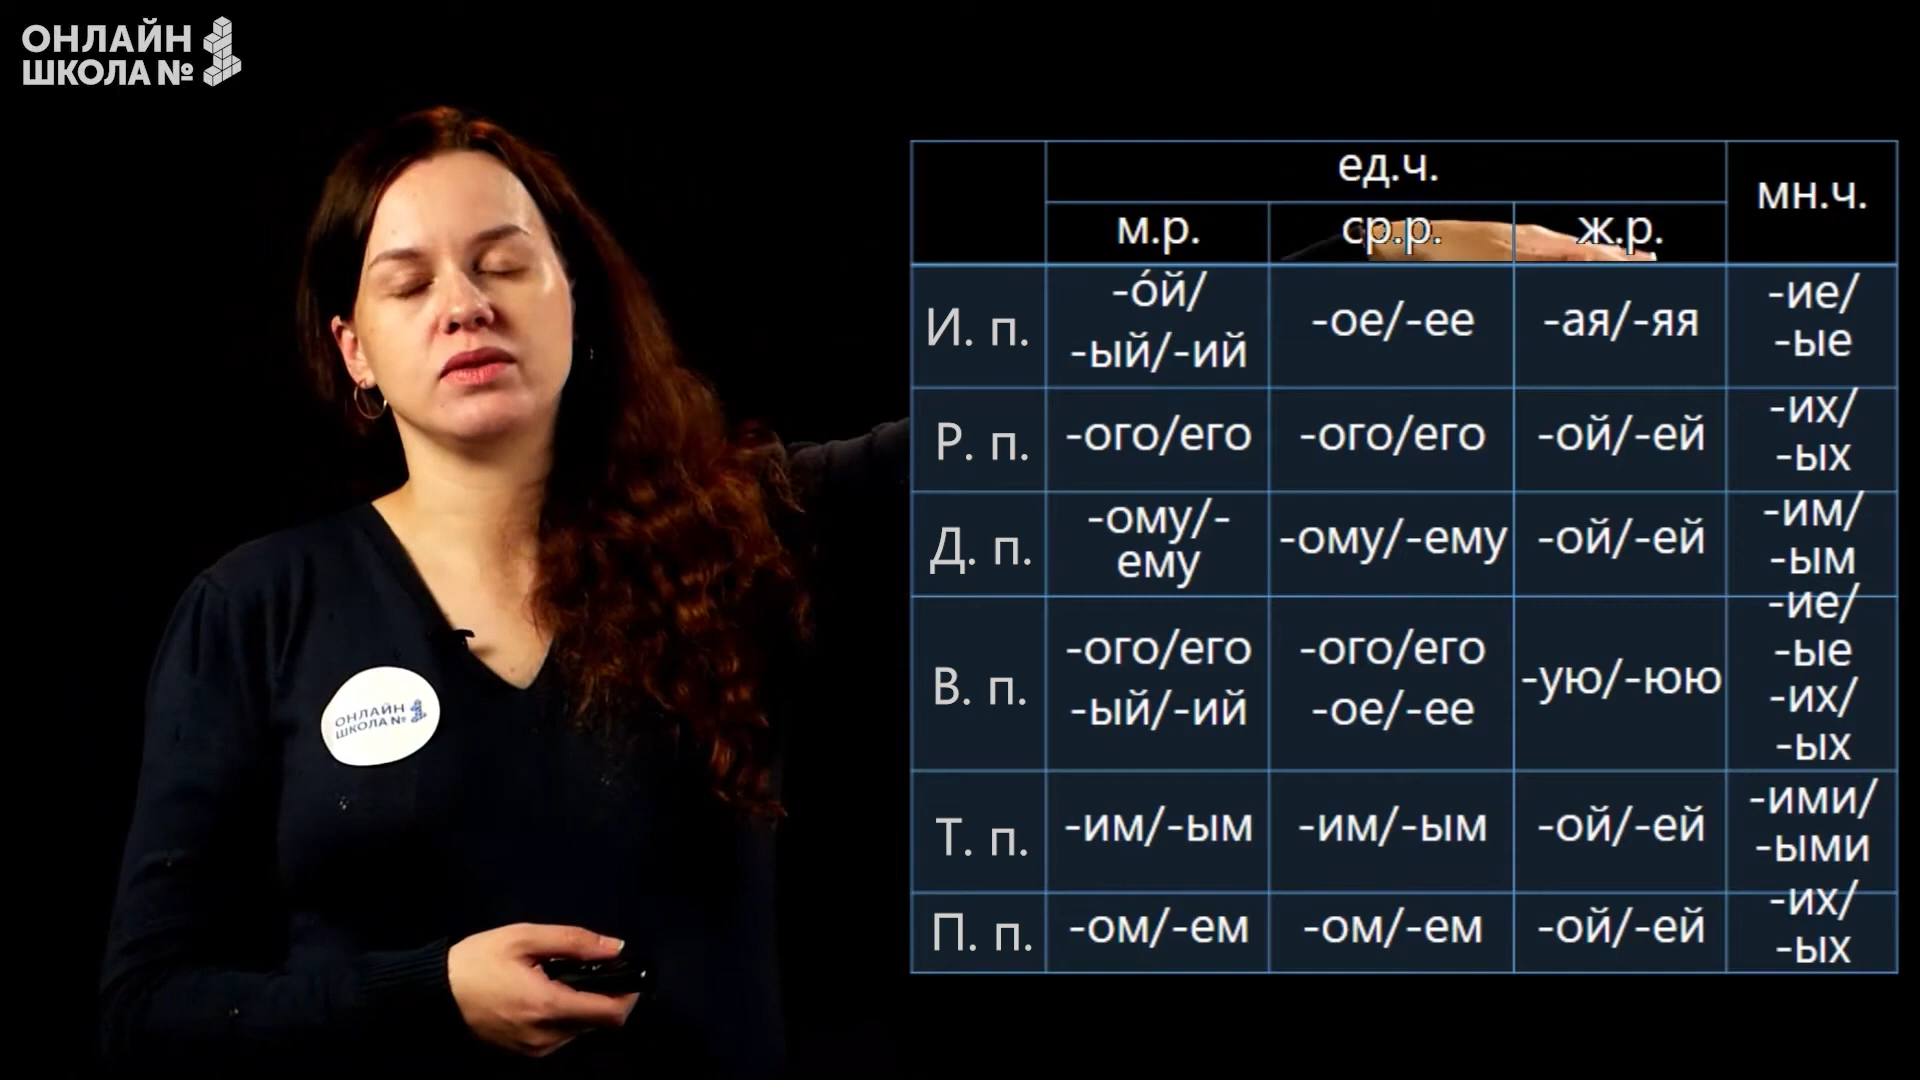 ОНЛАЙН
ШКОЛА №1
ед.ч.
мн.ч.
м.р.
ср.р.
ж.р.
И. п.
-о́й/
-ый/-ий
-ое/-ее
-ая/-яя
-ие/
-ые
Р. п.
-ого/его
-ого/его
-ой/-ей
-их/
-ых
Д. п.
-ому/-
ему
-ому/-ему
-ой/-ей
-им/
-ым
В. п.
-ого/его
-ый/-ий
-ого/его
-ое/-ее
-ую/-юю
-ие/
-ые
-их/
-ых
Т. п.
-им/-ым
-им/-ым
-ой/-ей
-ими/
-ыми
П. п.
-ом/-ем
-ом/-ем
-ой/-ей
-их/
-ых
ОНЛАЙН
ШКОЛА №1